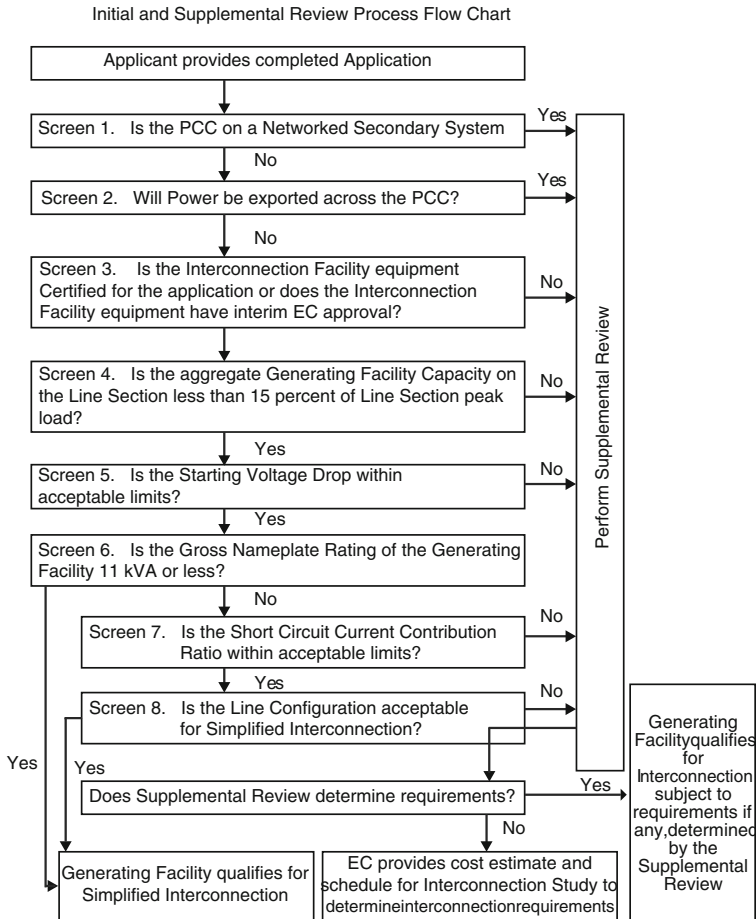 Initial and Supplemental Review Process Flow Chart
Applicant provides completed Application
Screen 1. Is the PCC on a Networked Secondary System
Yes
No
Screen 2. Will Power be exported across the PCC?
Yes
No
Screen 3. Is the Interconnection Facility equipment
Certified for the application or does the Interconnection
Facility equipment have interim EC approval?
No
Screen 4. Is the aggregate Generating Facility Capacity on
the Line Section less than 15 percent of Line Section peak
load?
No
Yes
Screen 5. Is the Starting Voltage Drop within
acceptable limits?
No
Yes
Screen 6. Is the Gross Nameplate Rating of the Generating
Facility 11 kVA or less?
No
Screen 7. Is the Short Circuit Current Contribution
Ratio within acceptable limits?
No
Yes
Screen 8. Is the Line Configuration acceptable
for Simplified Interconnection?
No
Yes
Yes
Perform Supplemental Review
Does Supplemental Review determine requirements?
Yes
No
Generating
Facilityqualifies
for
Interconnection
subject to
requirements if
any,determined
by the
Supplemental
Review
Generating Facility qualifies for
Simplified Interconnection
EC provides cost estimate and
schedule for Interconnection Study to
determineinterconnectionrequirements